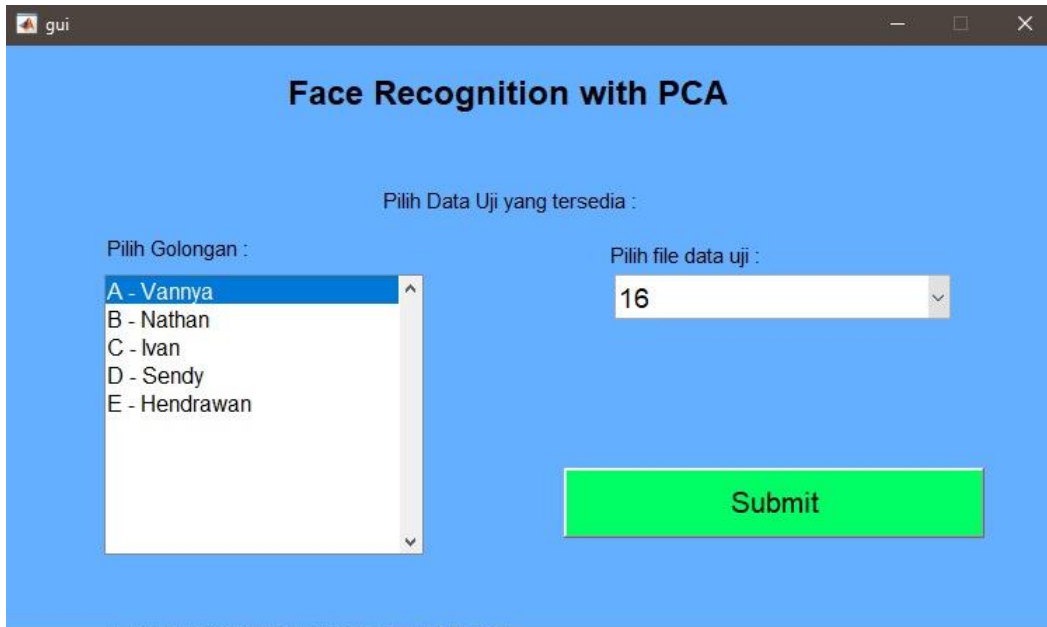 gui
Face Recognition with PCA
Pilih Data Uji yang tersedia :
Pilih Golongan :
Pilih file data uji :
A - Vannya
16
B - Nathan
C - Ivan
D - Sendy
E - Hendrawan
Submit